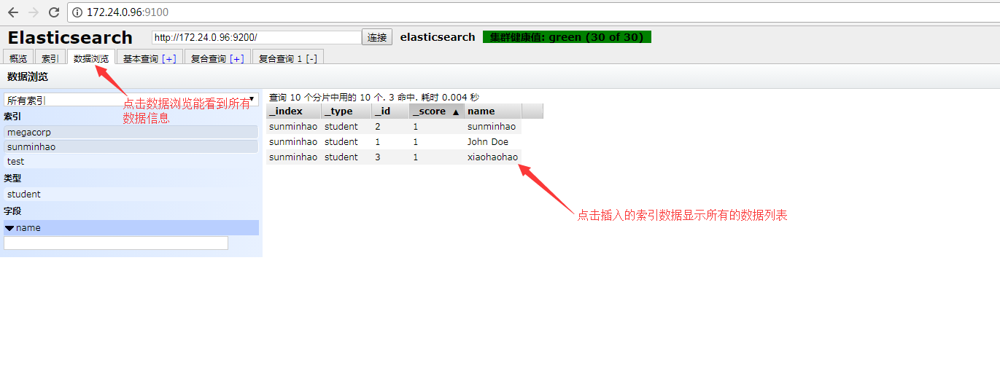 172.24.0.96:9100
Elasticsearch http://172.24.0.96:9200/ 连接 elasticsearch 集群健康值: green (30 of 30)
概览 索引 数据浏览 基本查询 [+] 复合查询 [+] 复合查询 1 [-]
数据浏览
所有索引
点击数据浏览能看到所有
数据信息
索引
megacorp
sunminhao
test
类型
student
字段
name
查询 10 个分片中用的 10 个. 3 命中. 耗时 0.004 秒
_index _type _id _score ▲ name
sunminhao student 2 1 sunminhao
sunminhao student 1 1 John Doe
sunminhao student 3 1 xiaohaohao
点击插入的索引数据显示所有的数据列表